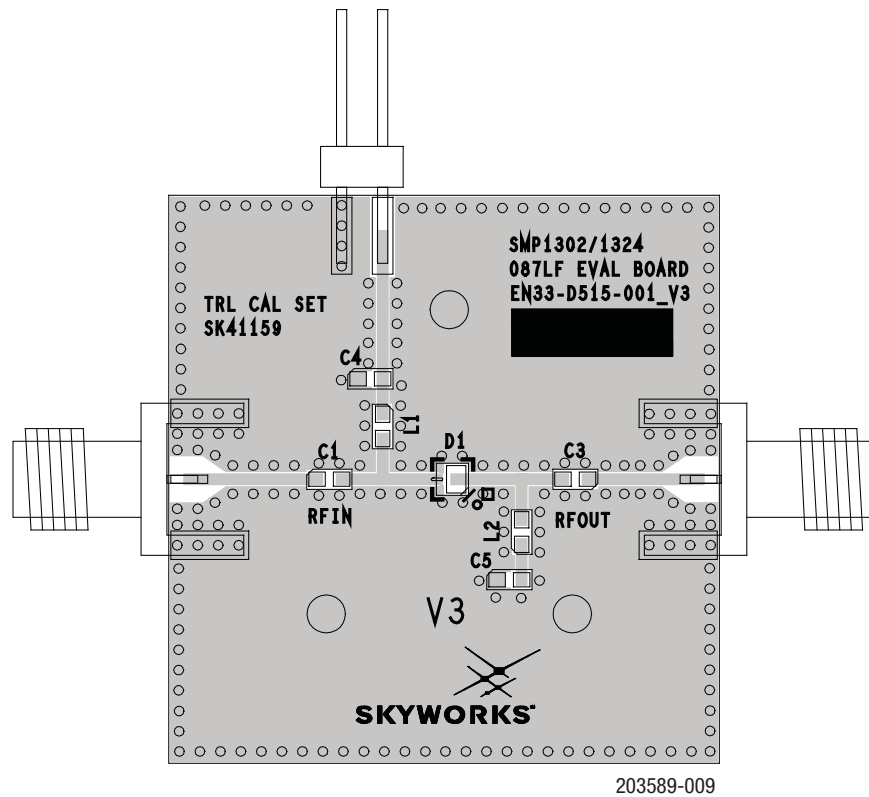 SMP1302/1324
087LF EVAL BOARD
EN33-D515-001_V3
TRL CAL SET
SK41159
C4
L1
C1
D1
C3
RFIN
L2
RFOUT
C5
V3
SKYWORKS
203589-009